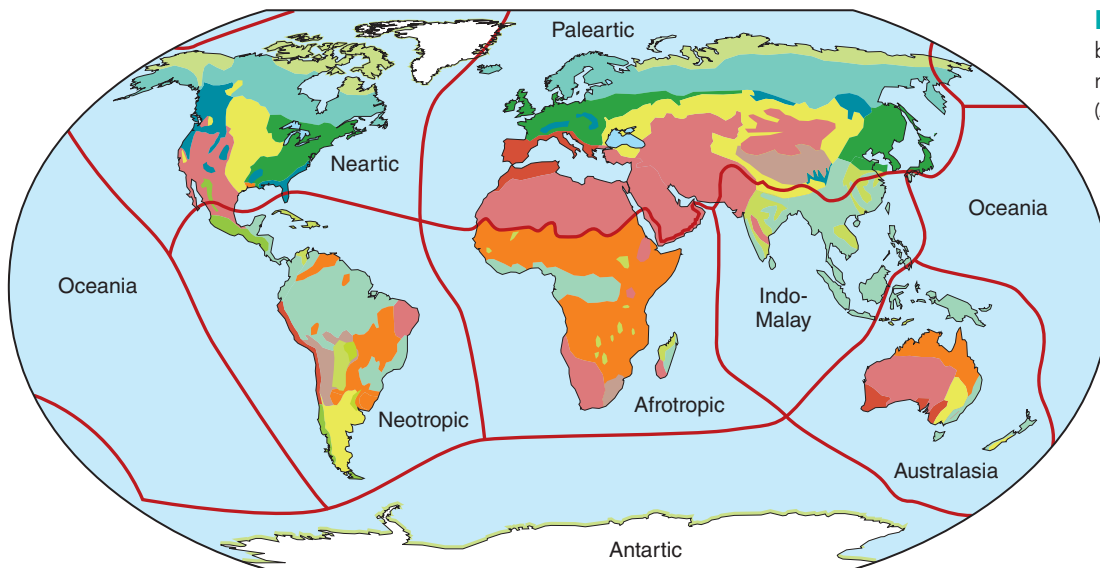 Paleartic
Neartic
Oceania
Oceania
Indo-
Malay
Neotropic
Afrotropic
Australasia
Antartic